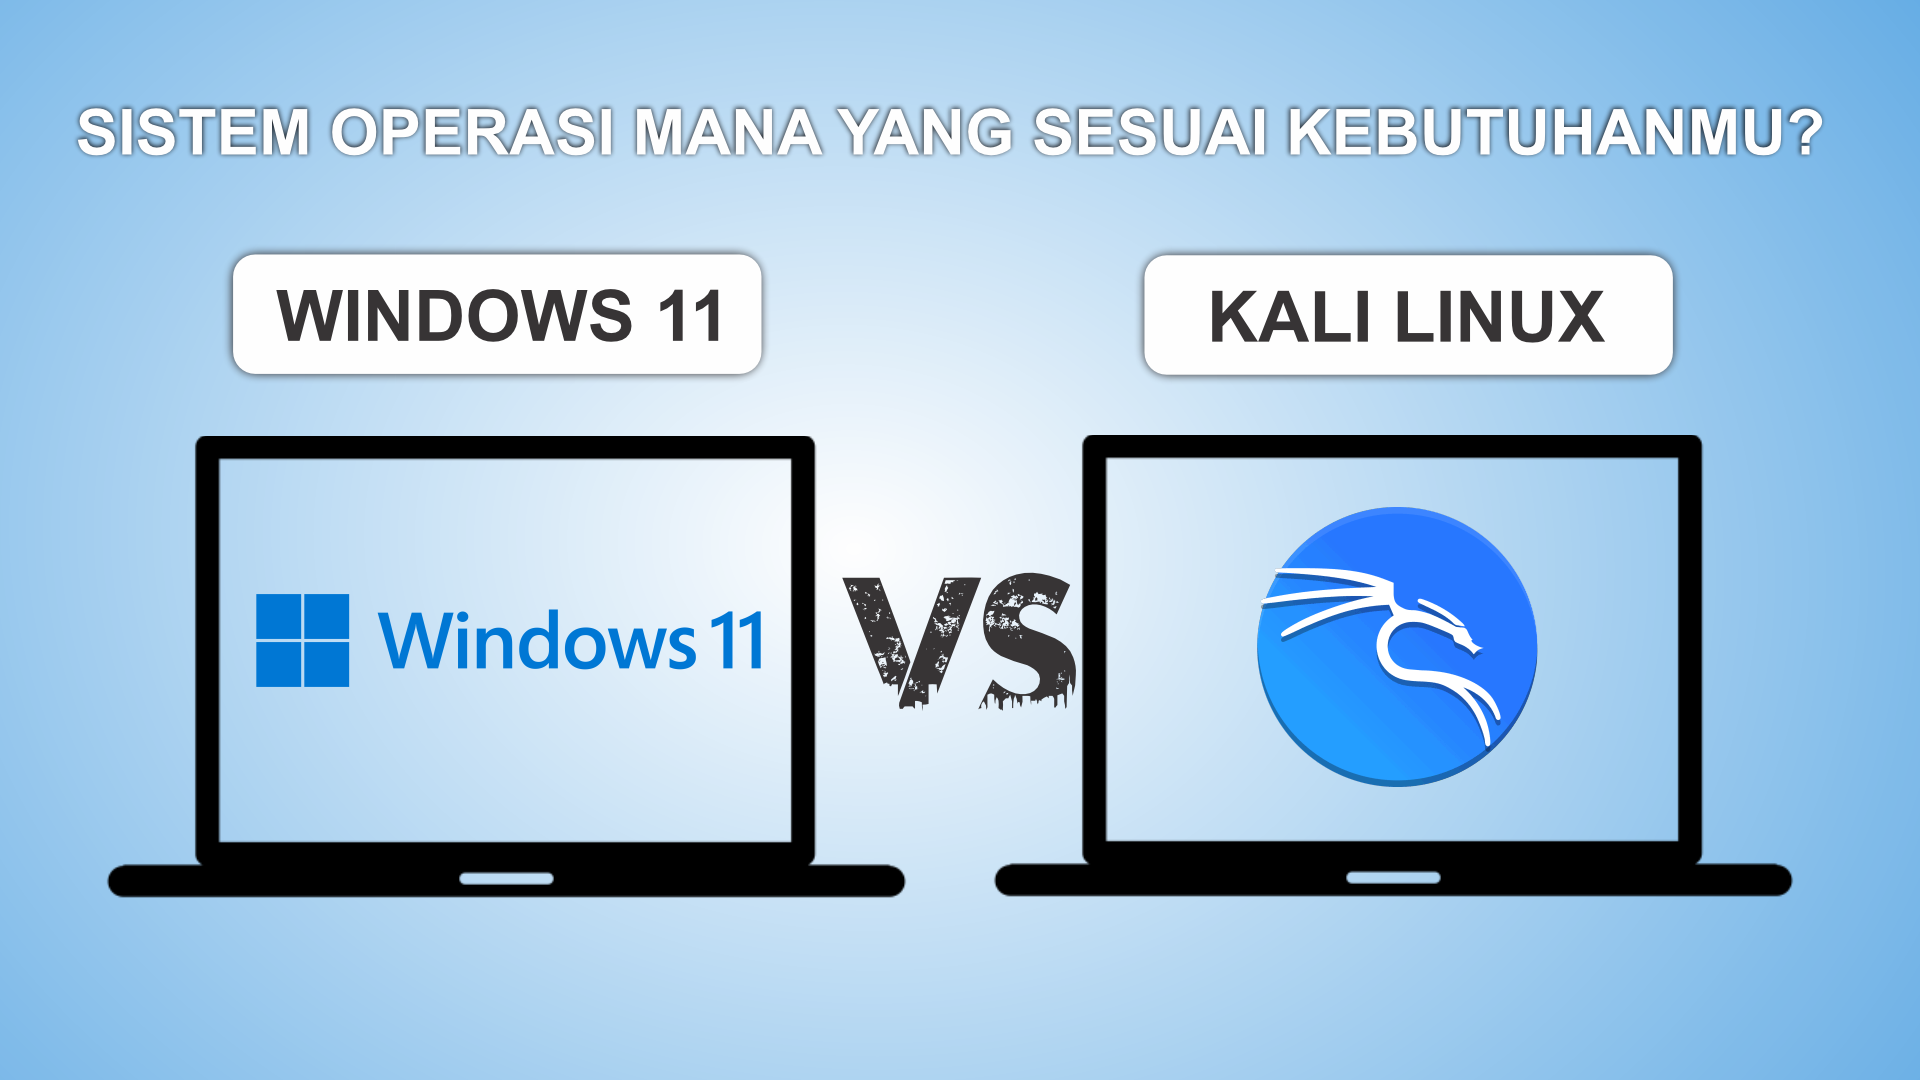 SISTEM OPERASI MANA YANG SESUAI KEBUTUHANMU?
WINDOWS 11
KALI LINUX
Windows 11
VS